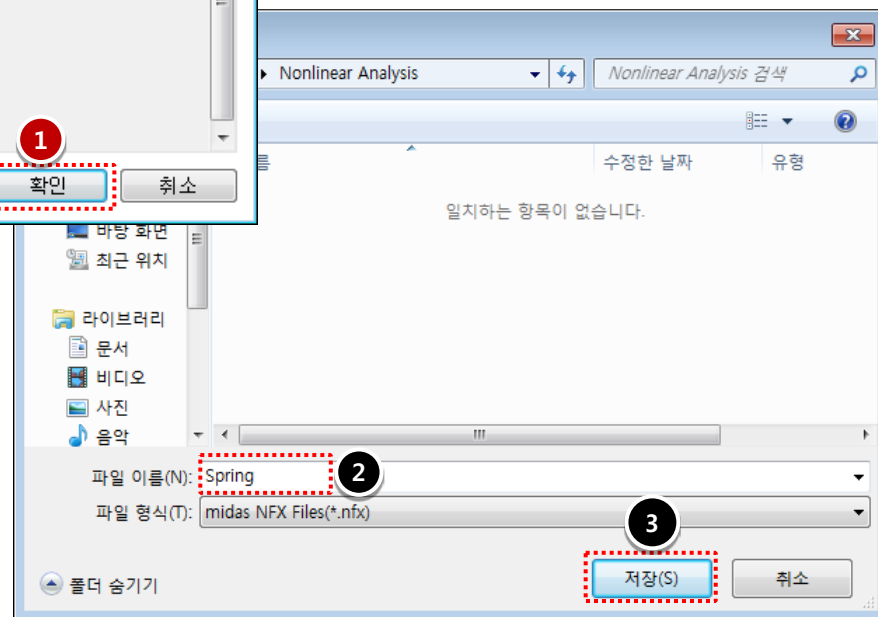 Nonlinear Analysis
Nonlinear Analysis 검색
1
확인
취소
수정한 날짜
유형
일치하는 항목이 없습니다.
바탕 화면
최근 위치
라이브러리
문서
비디오
사진
음악
파일 이름(N): Spring
2
파일 형식(T): midas NFX Files(*.nfx)
3
폴더 숨기기
저장(S)
취소